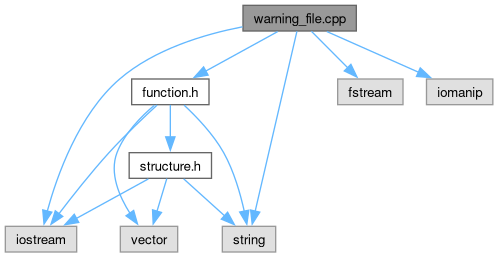 warning_file.cpp
function.h
fstream
iomanip
structure.h
iostream
vector
string